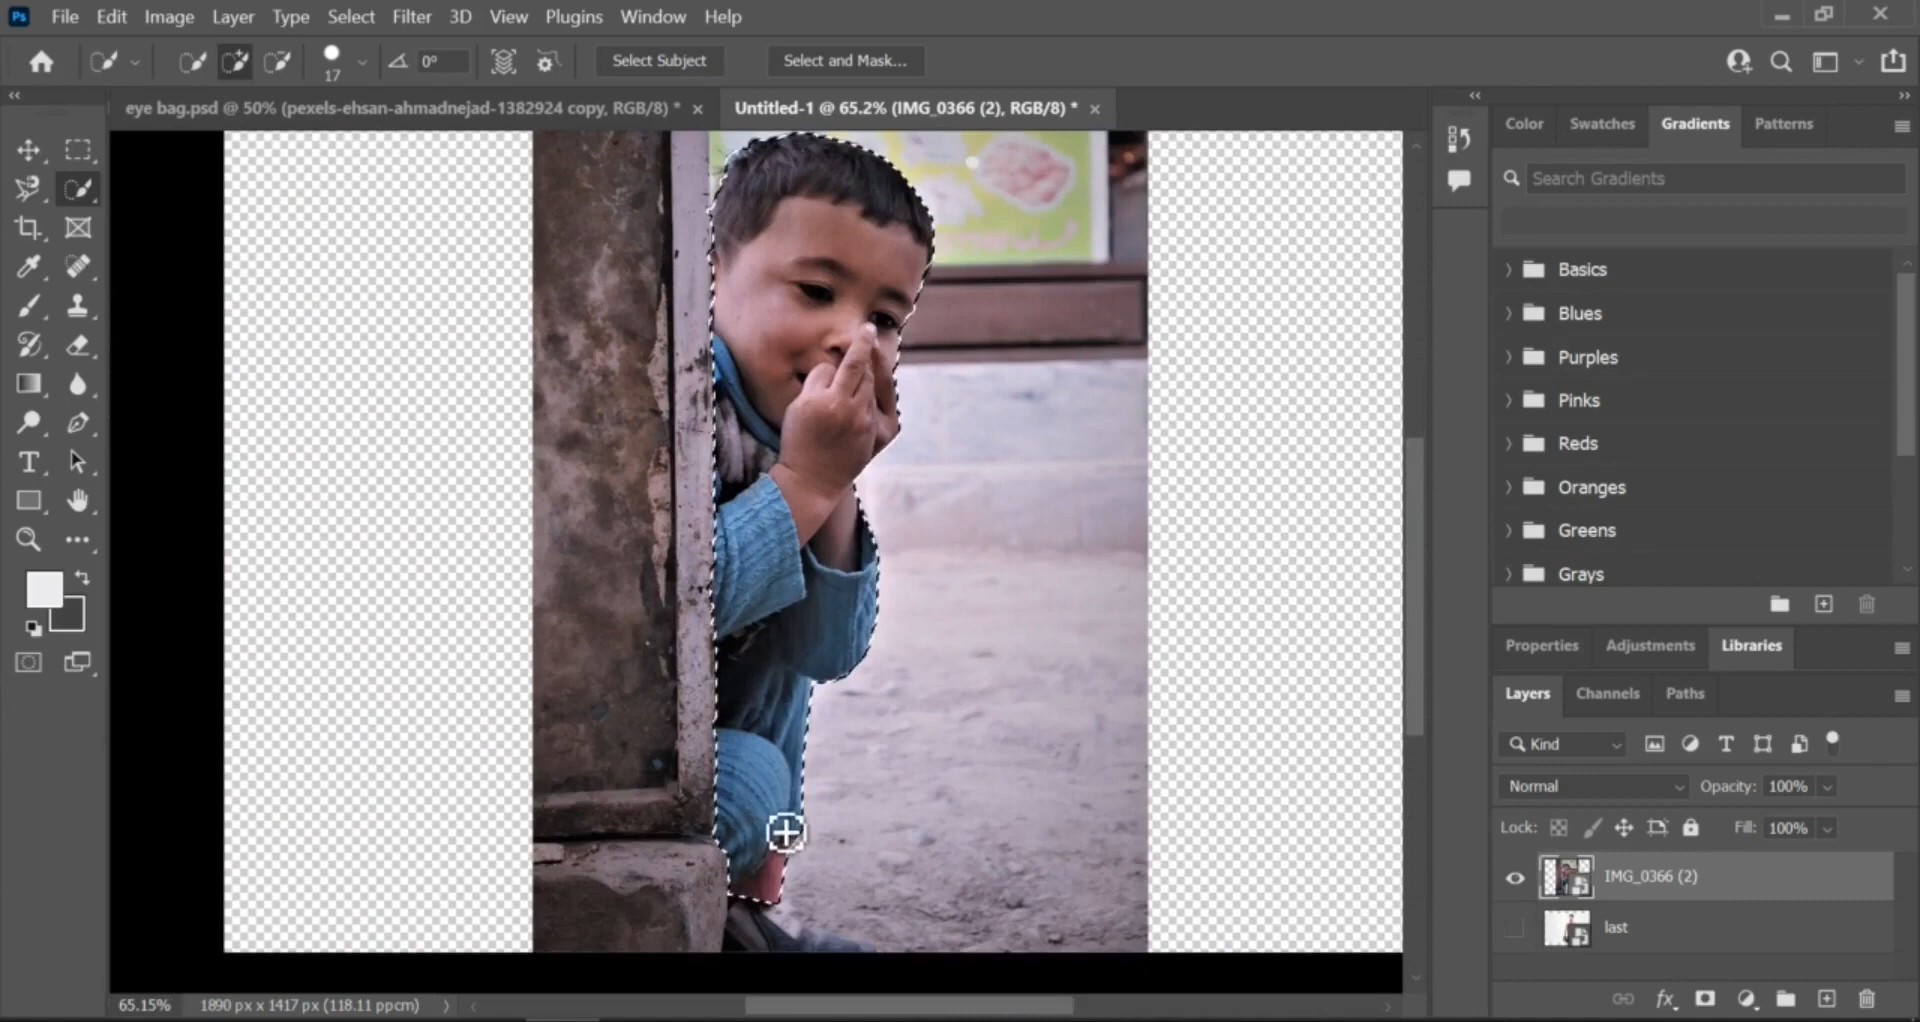 Ps File Edit Image Layer Type Select Filter 3D View Plugins Window Help
17 0° Select Subject Select and Mask...
eye bag.psd @ 50% (pexels-ehsan-ahmadnejad-1382924 copy, RGB/8) * × Untitled-1 @ 65.2% (IMG_0366 (2), RGB/8) * ×
Color Swatches Gradients Patterns
Search Gradients
Basics
Blues
Purples
Pinks
Reds
Oranges
Greens
Grays
Properties Adjustments Libraries
Layers Channels Paths
Kind
Normal Opacity: 100%
Lock: Fill: 100%
IMG_0366 (2)
last
65.15% 1890 px x 1417 px (118.11 ppcm)